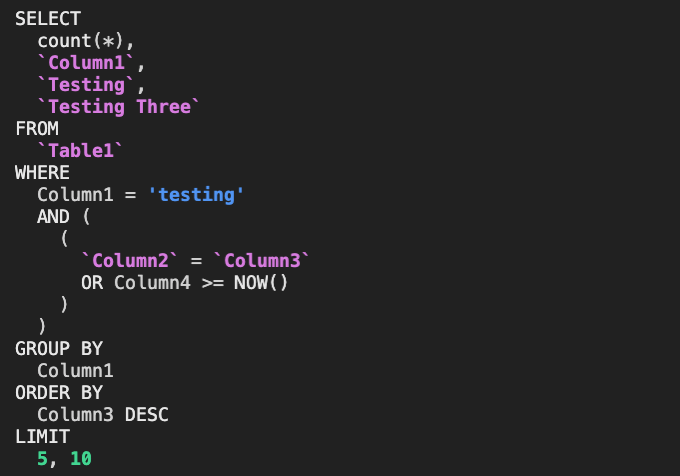 SELECT
  count(*),
  `Column1`,
  `Testing`,
  `Testing Three`
FROM
  `Table1`
WHERE
  Column1 = 'testing'
  AND (
    (
      `Column2` = `Column3`
      OR Column4 >= NOW()
    )
  )
GROUP BY
  Column1
ORDER BY
  Column3 DESC
LIMIT
  5, 10